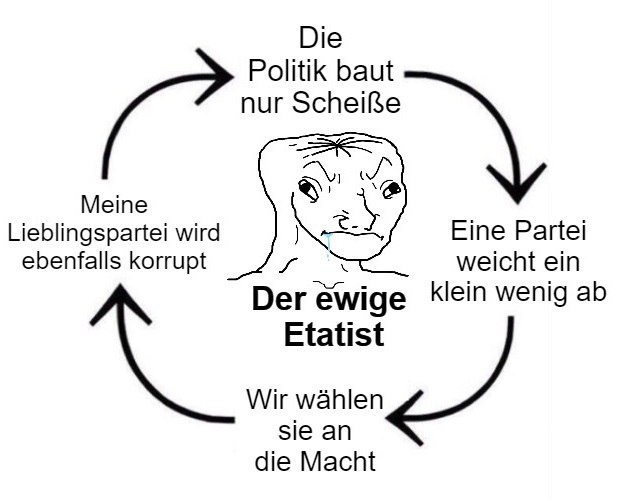 Die
Politik baut
nur Scheiße
Eine Partei
weicht ein
klein wenig ab
Wir wählen
sie an
die Macht
Meine
Lieblingspartei wird
ebenfalls korrupt
Der ewige
Etatist